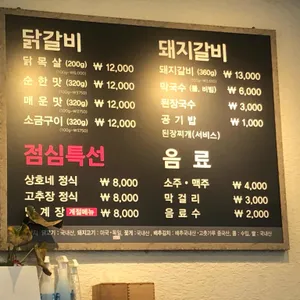 닭갈비
닭 목 살 (200g) ₩ 12,000
순 한 맛 (320g) ₩ 12,000
매 운 맛 (320g) ₩ 12,000
소금구이 (320g) ₩ 12,000
점심특선
상호네 정식 ₩ 8,000
고추장 정식 ₩ 8,000
계 장 계절메뉴 ₩ 8,000
돼지갈비
돼지갈비 (360g) ₩ 13,000
막국수 (물, 비빔) ₩ 6,000
된장국수 ₩ 3,000
공 기 밥 ₩ 1,000
된장찌개 (서비스)
음 료
소주 · 맥주 ₩ 4,000
막 걸 리 ₩ 3,000
음 료 수 ₩ 2,000